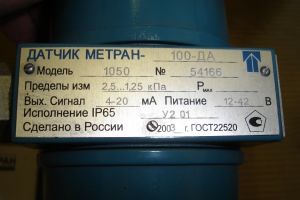 ДАТЧИК МЕТРАН- 100-ДА
Модель 1050 № 54166
Пределы изм 2,5...1,25 кПа Pмах
Вых. Сигнал 4-20 мА Питание 12-42 В
Исполнение IP65 У2 01
Сделано в России 2003 г. ГОСТ22520